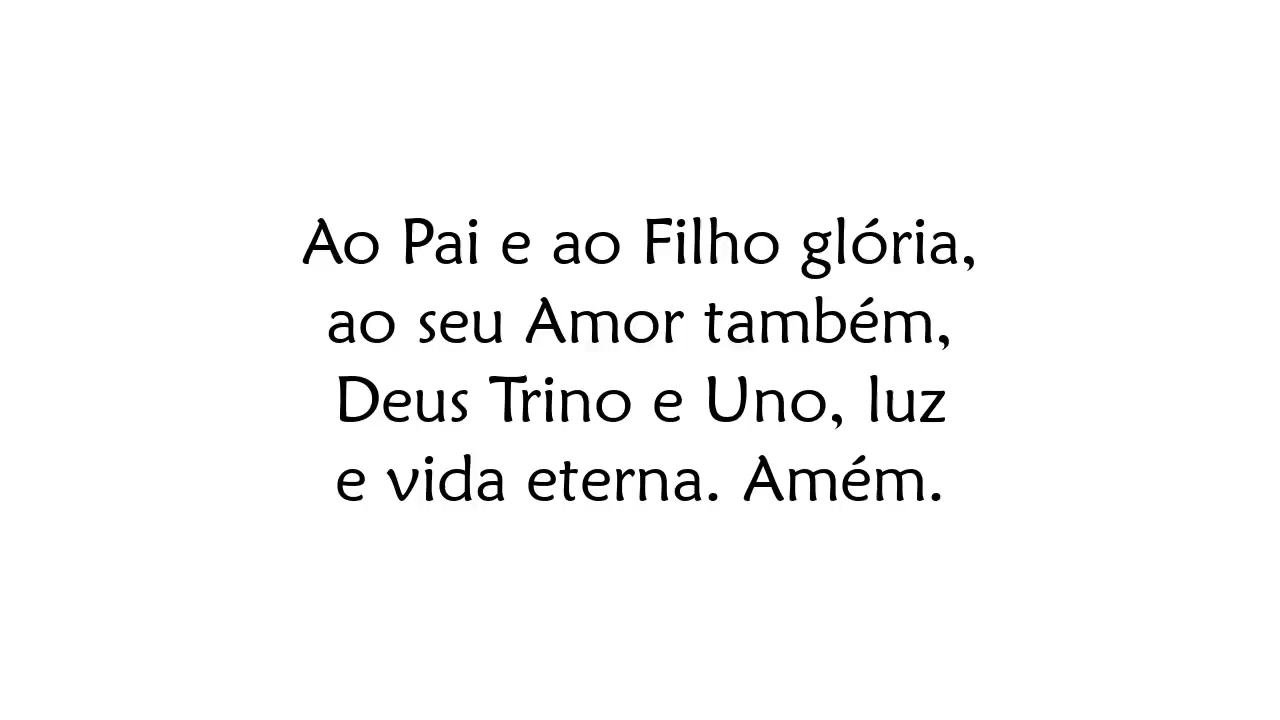 Ao Pai e ao Filho glória,
ao seu Amor também,
Deus Trino e Uno, luz
e vida eterna. Amém.